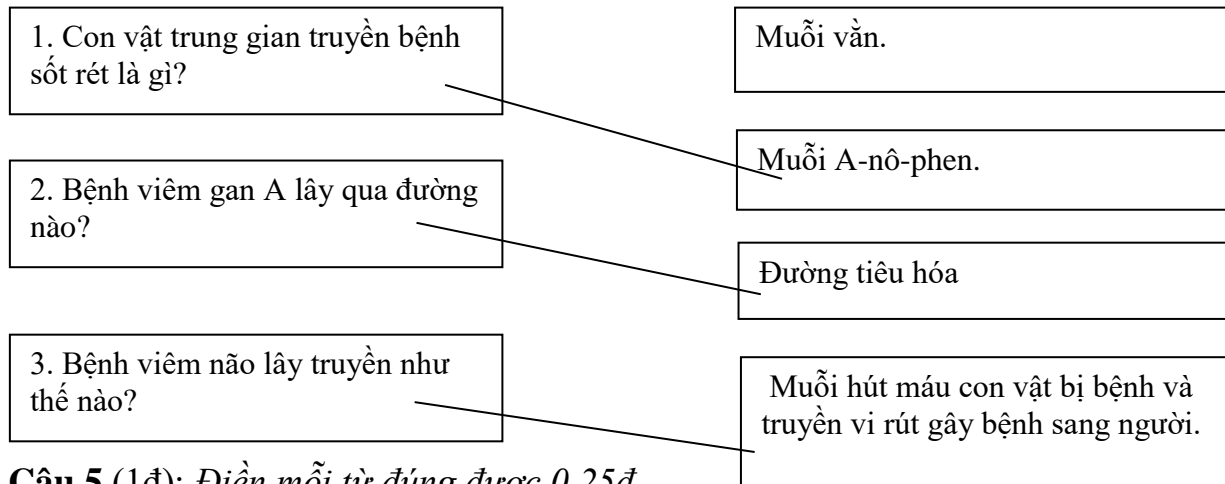 1. Con vật trung gian truyền bệnh
sốt rét là gì?
Muỗi vằn.
Muỗi A-nô-phen.
2. Bệnh viêm gan A lây qua đường
nào?
Đường tiêu hóa
3. Bệnh viêm não lây truyền như
thế nào?
Muỗi hút máu con vật bị bệnh và
truyền vi rút gây bệnh sang người.
Câu 5 (1đ): Điền mỗi từ đúng được 0,25đ